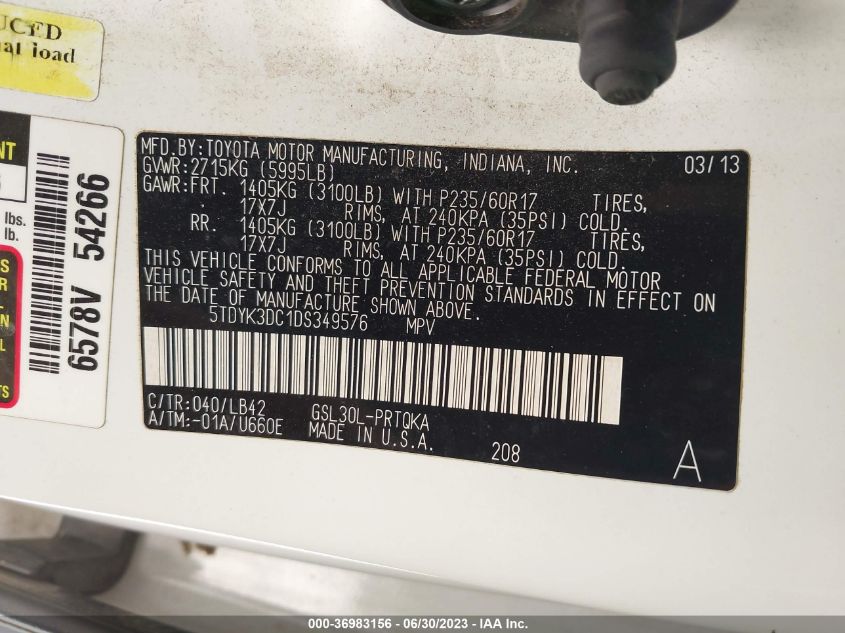 UCED
nal load
NT
lbs.
lb.
S
R
L-
N
L
TS
6578V 54266
MFD.BY:TOYOTA MOTOR MANUFACTURING, INDIANA, INC. 03/13
GVWR:2715KG (5995LB)
GAWR:FRT. 1405KG (3100LB) WITH P235/60R17 TIRES,
. 17X7J RIMS, AT 240KPA (35PSI) COLD.
RR. 1405KG (3100LB) WITH P235/60R17 TIRES,
. 17X7J RIMS, AT 240KPA (35PSI) COLD.
THIS VEHICLE CONFORMS TO ALL APPLICABLE FEDERAL MOTOR
VEHICLE SAFETY AND THEFT PREVENTION STANDARDS IN EFFECT ON
THE DATE OF MANUFACTURE SHOWN ABOVE.
5TDYK3DC1DS349576 MPV
C/TR:040/LB42 GSL30L-PRTQKA
A/TM:-01A/U660E MADE IN U.S.A.
208
A
000-36983156 - 06/30/2023 - IAA Inc.